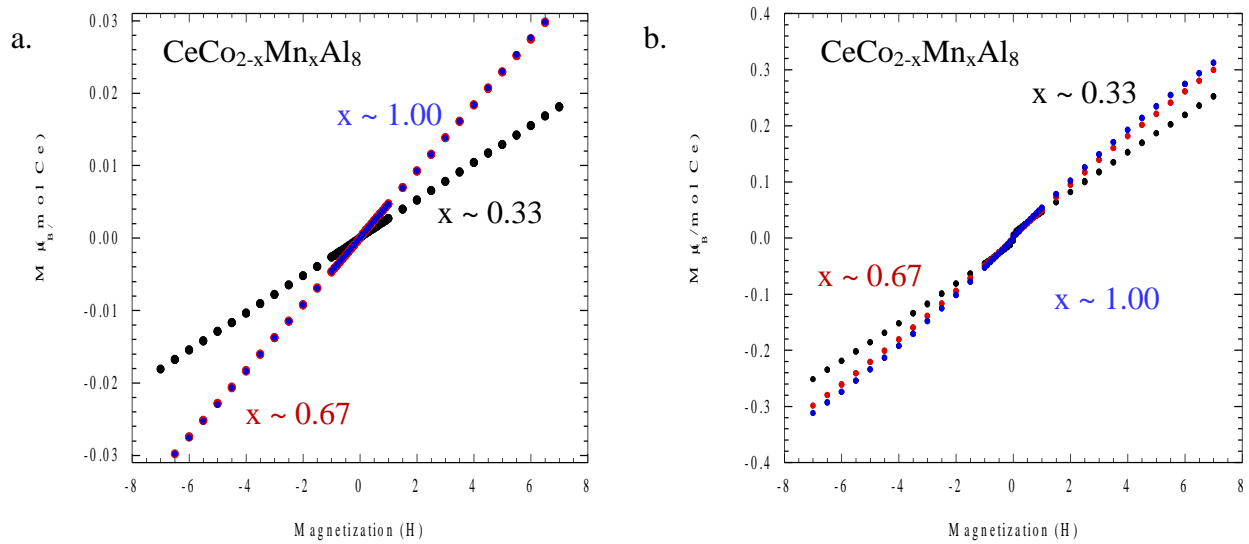 a.
CeCo2-xMnxAl8
x ~ 1.00
x ~ 0.33
x ~ 0.67
0.03
0.02
0.01
0.00
-0.01
-0.02
-0.03
-8 -6 -4 -2 0 2 4 6 8
M μB/mol Ce)
Magnetization (H)
b.
CeCo2-xMnxAl8
x ~ 0.33
x ~ 0.67
x ~ 1.00
0.4
0.3
0.2
0.1
0.0
-0.1
-0.2
-0.3
-0.4
-8 -6 -4 -2 0 2 4 6 8
M μB/mol Ce)
Magnetization (H)